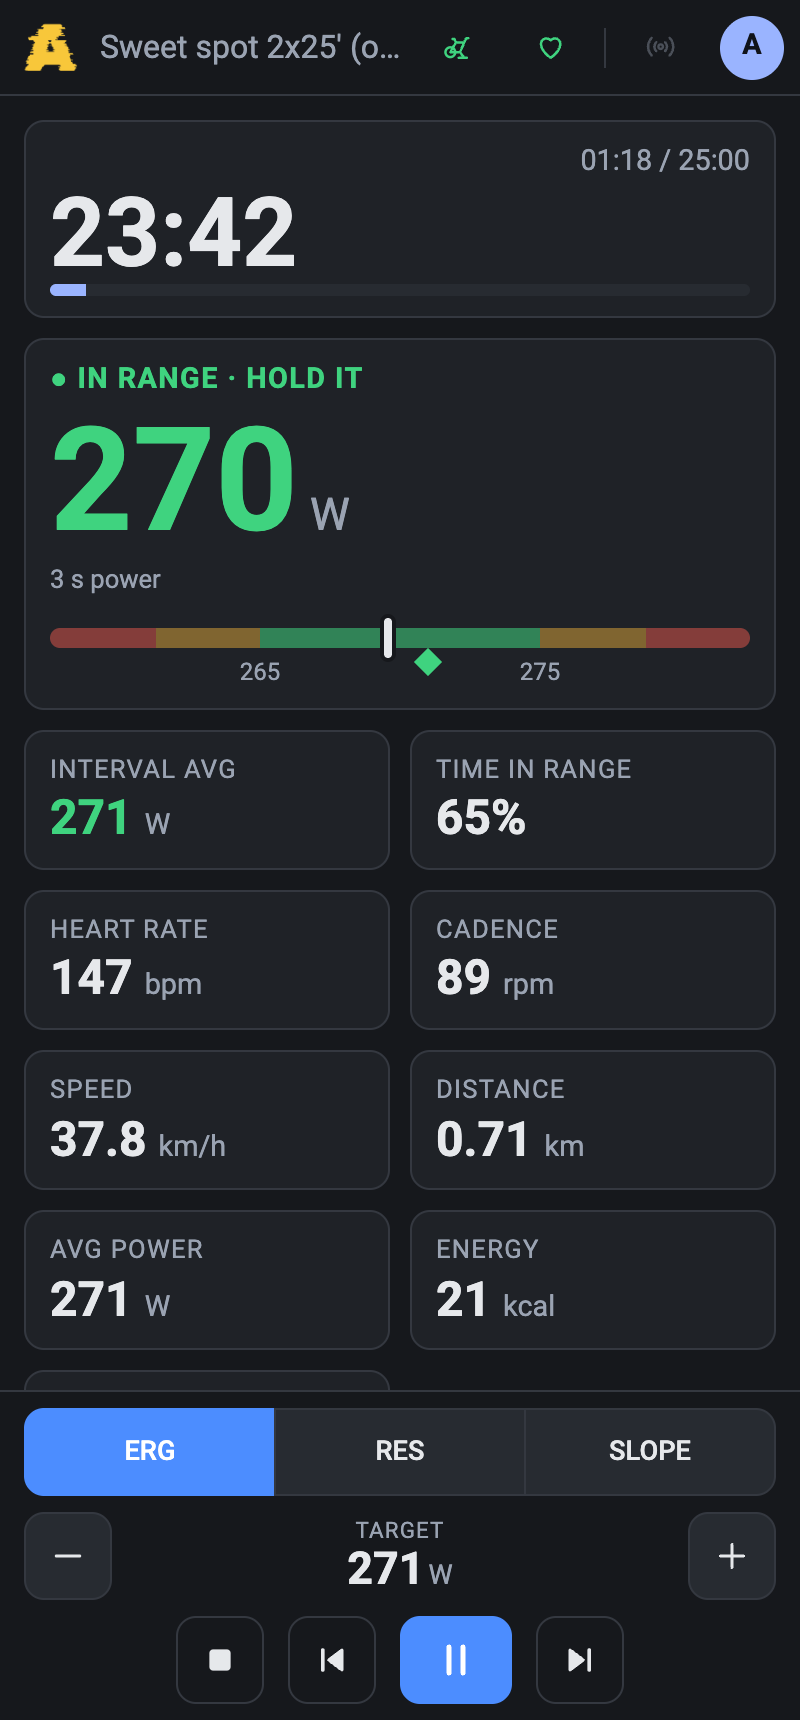 Sweet spot 2x25' (o...
A
01:18 / 25:00
23:42
IN RANGE · HOLD IT
270 W
3 s power
265 275
INTERVAL AVG
271 W
TIME IN RANGE
65%
HEART RATE
147 bpm
CADENCE
89 rpm
SPEED
37.8 km/h
DISTANCE
0.71 km
AVG POWER
271 W
ENERGY
21 kcal
ERG RES SLOPE
TARGET
271 W